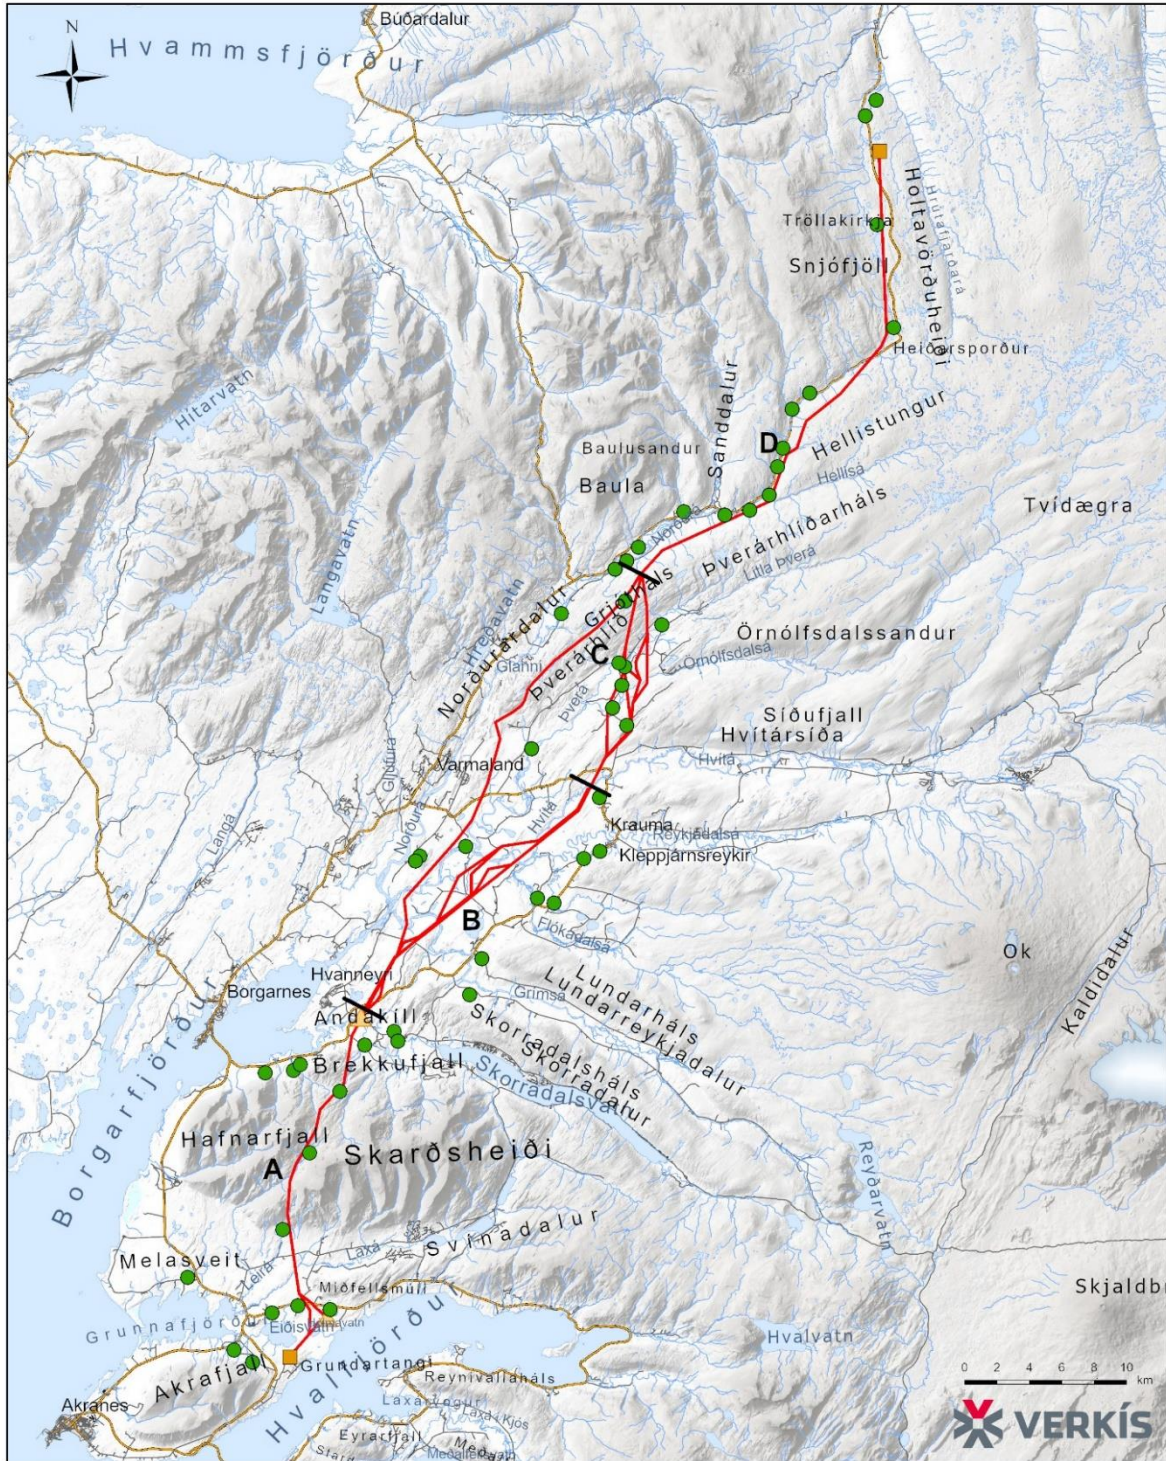 Búðardalur
N
Hvammsfjörður
Holtavörðuheiði
Hrútafjarðará
Tröllakirkja
Snjófjöll
Heiðarsporður
Hítarvatn
Sanddalur
Hellistungur
D
Baulusandur
Baula
Hellisá
Tvídægra
Norðurá
Þverárhlíðarháls
Litla Þverá
Langavatn
Hreðavatn
Norðurárdalur
Grjótháls
Þverárhlíð
Glanni
C
Örnólfsdalssandur
Örnólfsdalsá
Þverá
Síðufjall
Hvítársíða
Varmaland
Hvítá
Gljúfurá
Langá
Norðurá
Hvítá
Krauma
Reykjadalsá
Kleppjárnsreykir
B
Flókadalsá
Ok
Kaldidalur
Hvanneyri
Borgarnes
Grímsá
Lundarháls
Lundarreykjadalur
Andakíll
Skorradalsháls
Skorradalur
Brekkufjall
Skorradalsvatn
Borgarfjörður
Hafnarfjall
A
Skarðsheiði
Reyðarvatn
Svínadalur
Laxá
Melasveit
Leirá
Miðfellsmúli
Skjaldbr
Grunnafjörður
Eiðisvatn
Hvalfjörður
Hvalvatn
Akrafjall
Grundartangi
Reynivallaháls
Akranes
Laxárvogur
Laxá í Kjós
Eyrarfjall
0 2 4 6 8 10
km
VERKÍS